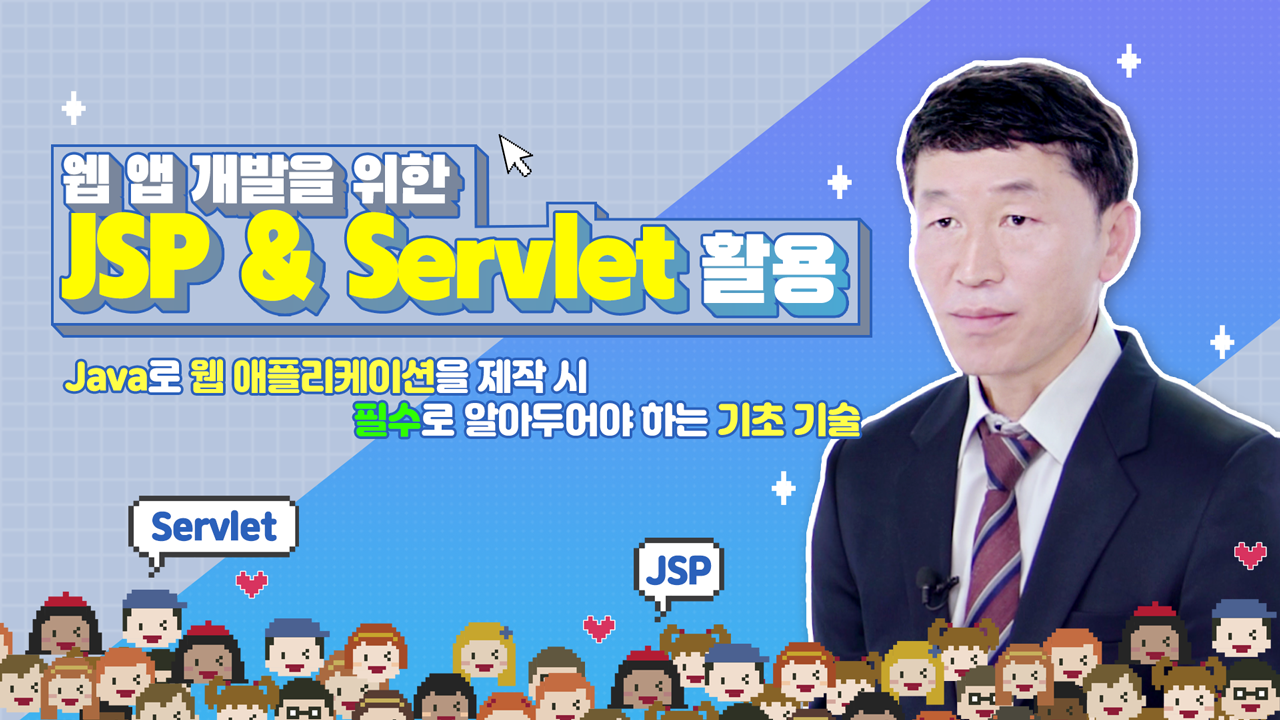 웹 앱 개발을 위한
JSP & Servlet 활용
Java로 웹 애플리케이션을 제작 시
필수로 알아두어야 하는 기초 기술
Servlet
JSP